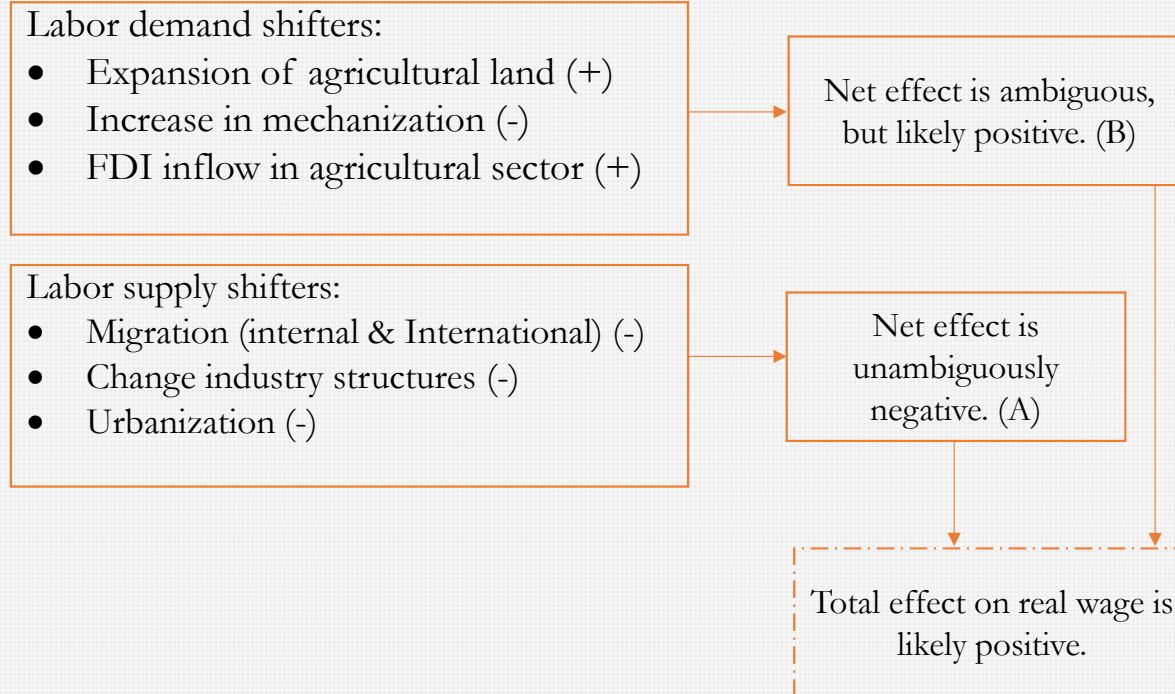 Labor demand shifters:
• Expansion of agricultural land (+)
• Increase in mechanization (-)
• FDI inflow in agricultural sector (+)
Net effect is ambiguous,
but likely positive. (B)
Labor supply shifters:
• Migration (internal & International) (-)
• Change industry structures (-)
• Urbanization (-)
Net effect is
unambiguously
negative. (A)
Total effect on real wage is
likely positive.